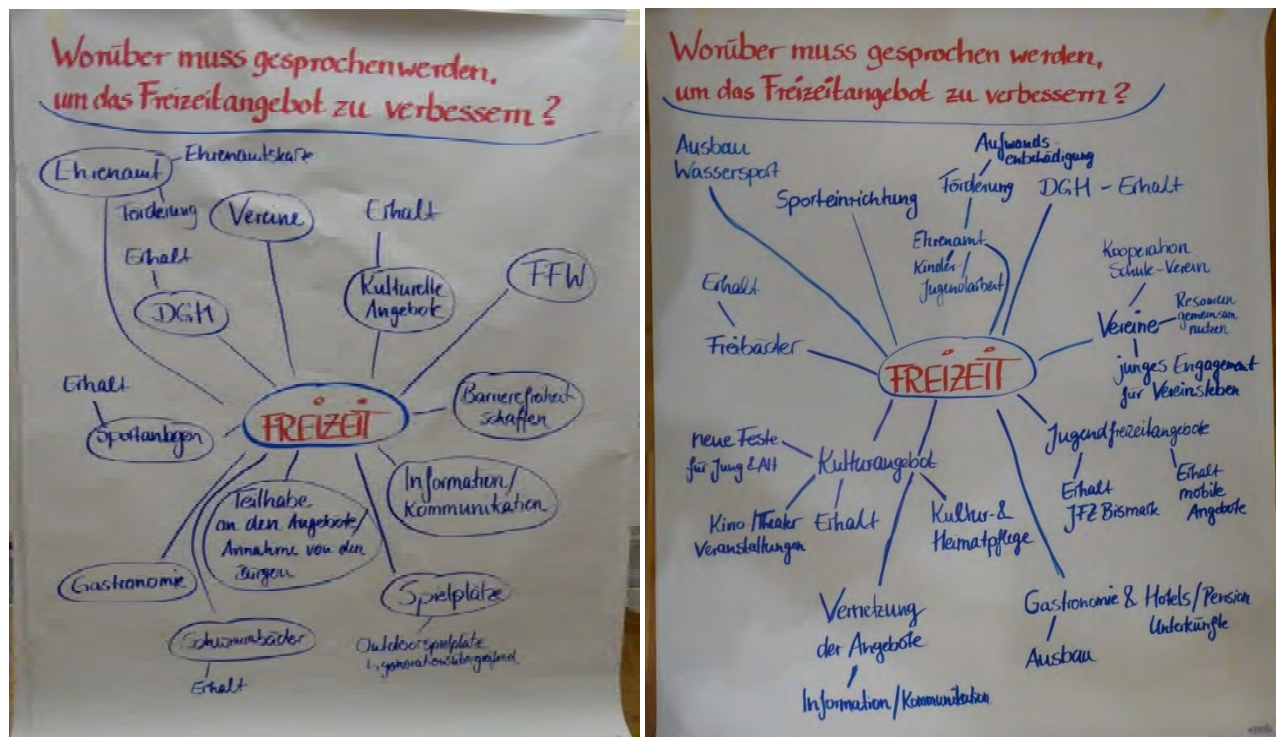 Worüber muss gesprochen werden,
um das Freizeitangebot zu verbessern?
Ehrenamt
Ehrenamtskarte
Förderung
Vereine
Erhalt
Kulturelle
Angebote
FFW
Erhalt
DGH
Erhalt
Sportanlagen
FREIZEIT
Barrierefreiheit
schaffen
Information/
Kommunikation
Teilhabe
an den Angebote/
Annahme von den
Bürgern
Gastronomie
Spielplätze
Outdoorspielplätze
generationsübergreifend
Schwimmbäder
Erhalt
Worüber muss gesprochen werden,
um das Freizeitangebot zu verbessern?
Ausbau
Wassersport
Sporteinrichtung
Aufwands-
entschädigung
Förderung
Ehrenamt
Kinder-/
Jugendarbeit
DGH - Erhalt
Kooperation
Schule-Verein
Vereine
gemeinsam
nutzen
junges Engagement
für Vereinsleben
Erhalt
Freibäder
FREIZEIT
Jugendfreizeitangebote
Erhalt
JFZ Bismark
Erhalt
mobile
Angebote
neue Feste
für Jung & Alt
Kulturangebot
Kino/Theater
Veranstaltungen
Erhalt
Kultur-&
Heimatpflege
Vernetzung
der Angebote
Information/Kommunikation
Gastronomie & Hotels/Pension
Unterkünfte
Ausbau